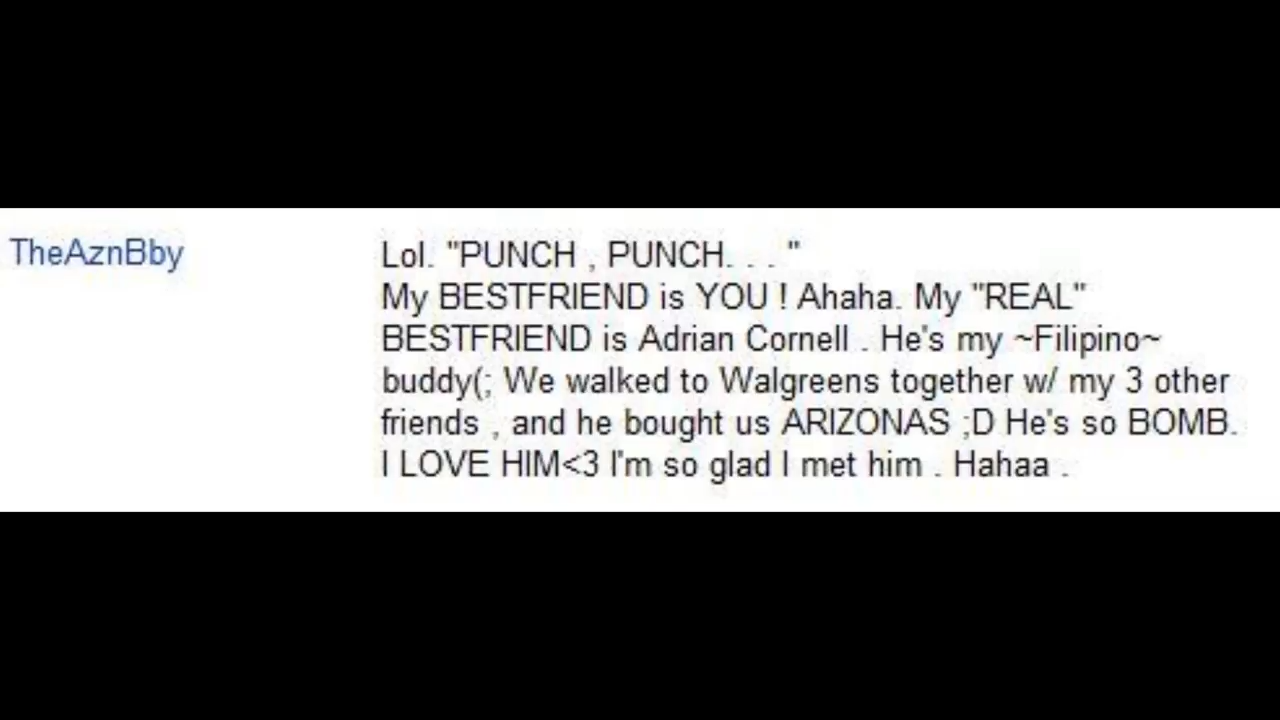 TheAznBby
Lol. "PUNCH , PUNCH. . . "
My BESTFRIEND is YOU ! Ahaha. My "REAL"
BESTFRIEND is Adrian Cornell . He's my ~Filipino~
buddy(; We walked to Walgreens together w/ my 3 other
friends , and he bought us ARIZONAS ;D He's so BOMB.
I LOVE HIM<3 I'm so glad I met him . Hahaa .